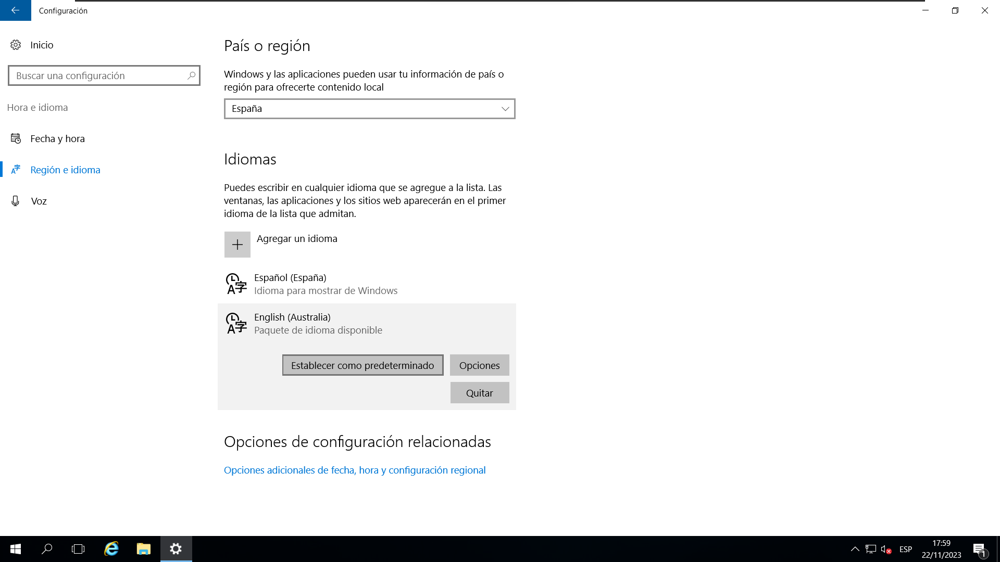 Configuración
Inicio
Buscar una configuración
Hora e idioma
Fecha y hora
Región e idioma
Voz
País o región
Windows y las aplicaciones pueden usar tu información de país o
región para ofrecerte contenido local
España
Idiomas
Puedes escribir en cualquier idioma que se agregue a la lista. Las
ventanas, las aplicaciones y los sitios web aparecerán en el primer
idioma de la lista que admitan.
Agregar un idioma
Español (España)
Idioma para mostrar de Windows
English (Australia)
Paquete de idioma disponible
Establecer como predeterminado
Opciones
Quitar
Opciones de configuración relacionadas
Opciones adicionales de fecha, hora y configuración regional
ESP
17:59
22/11/2023
1